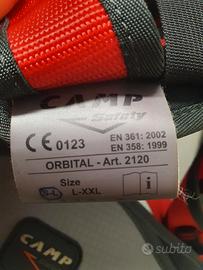 CAMP
Safety
CE 0123
EN 361: 2002
EN 358: 1999
ORBITAL - Art. 2120
Size
S-L L-XXL
i
CAMP
subito